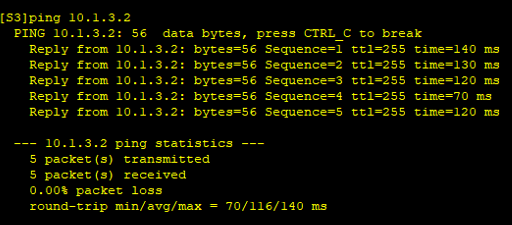 [S3]ping 10.1.3.2
PING 10.1.3.2: 56  data bytes, press CTRL_C to break
Reply from 10.1.3.2: bytes=56 Sequence=1 ttl=255 time=140 ms
Reply from 10.1.3.2: bytes=56 Sequence=2 ttl=255 time=130 ms
Reply from 10.1.3.2: bytes=56 Sequence=3 ttl=255 time=120 ms
Reply from 10.1.3.2: bytes=56 Sequence=4 ttl=255 time=70 ms
Reply from 10.1.3.2: bytes=56 Sequence=5 ttl=255 time=120 ms
--- 10.1.3.2 ping statistics ---
5 packet(s) transmitted
5 packet(s) received
0.00% packet loss
round-trip min/avg/max = 70/116/140 ms